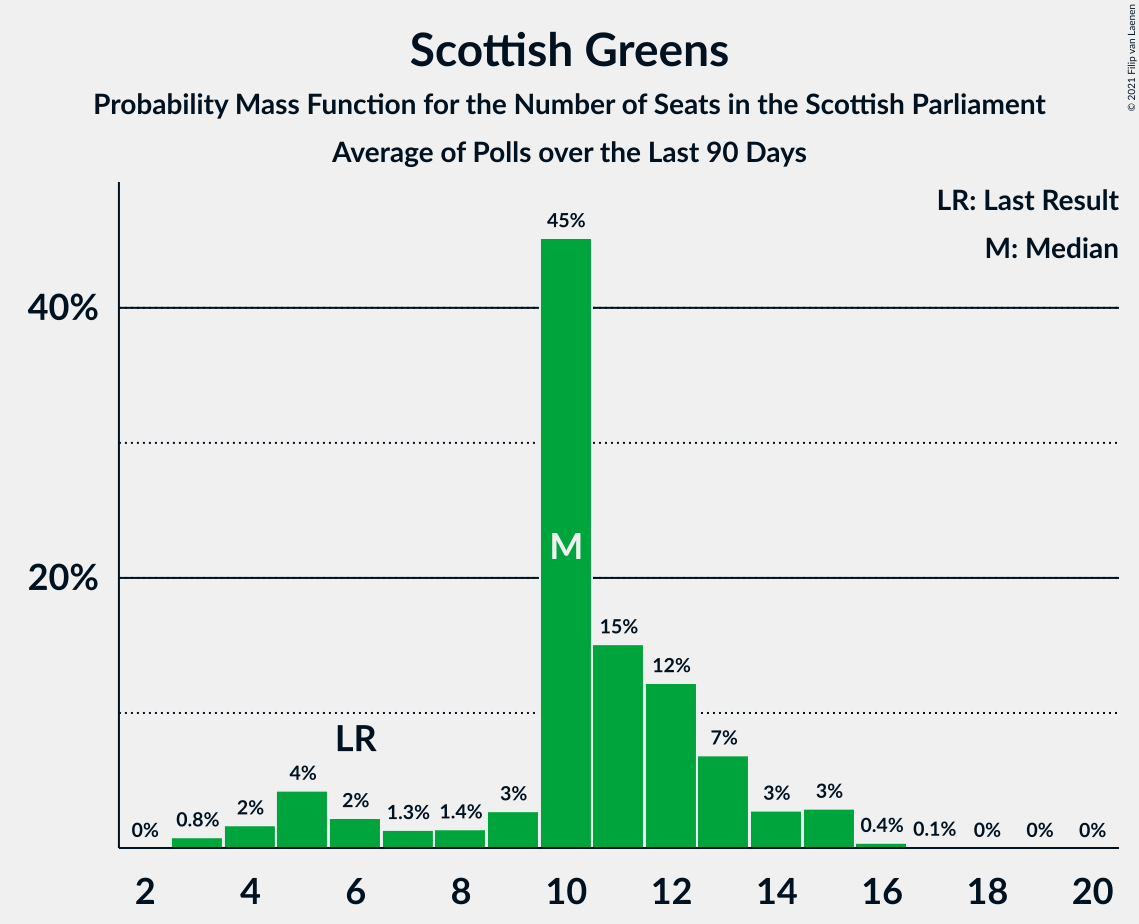 Scottish Greens
Probability Mass Function for the Number of Seats in the Scottish Parliament
Average of Polls over the Last 90 Days
© 2021 Filip van Laenen
LR: Last Result
M: Median
45%
40%
M
20%
15%
12%
LR
7%
4%
3%
3%
3%
2%
2%
0.8%
1.3%
1.4%
0.4%
0.1%
0%
0%
0%
0%
2 4 6 8 10 12 14 16 18 20